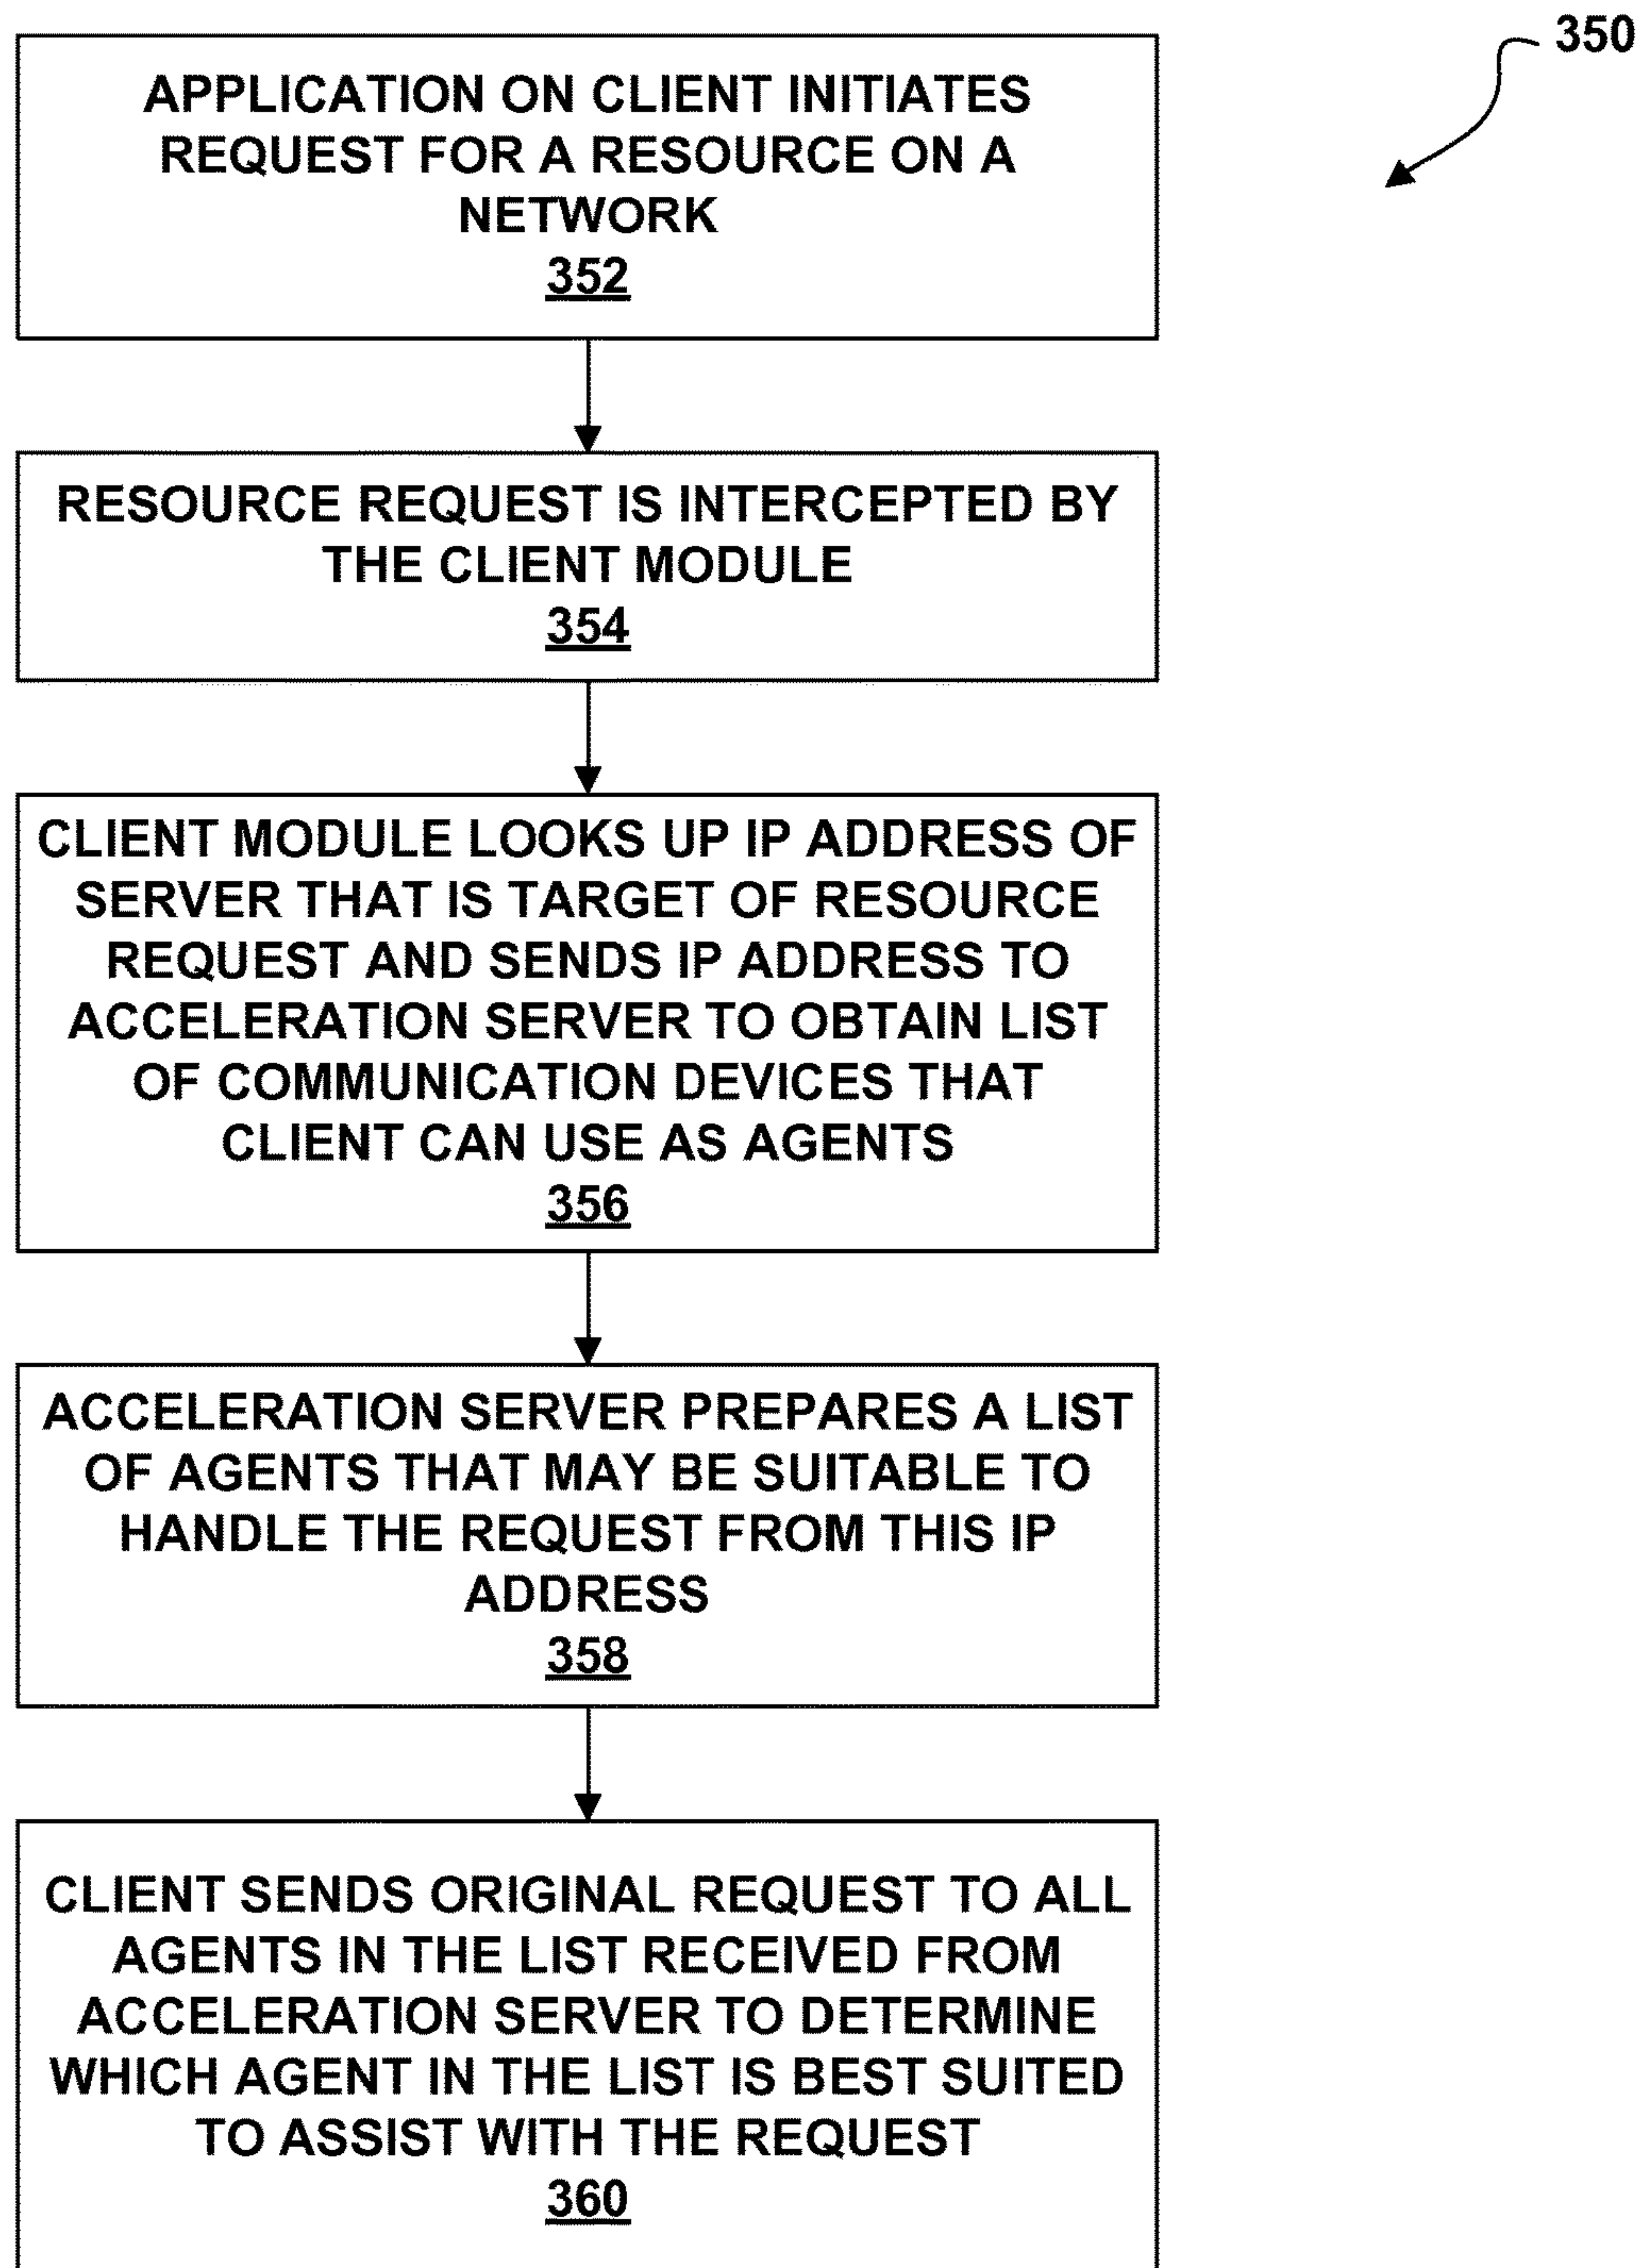 350
APPLICATION ON CLIENT INITIATES
REQUEST FOR A RESOURCE ON A
NETWORK
352
RESOURCE REQUEST IS INTERCEPTED BY
THE CLIENT MODULE
354
CLIENT MODULE LOOKS UP IP ADDRESS OF
SERVER THAT IS TARGET OF RESOURCE
REQUEST AND SENDS IP ADDRESS TO
ACCELERATION SERVER TO OBTAIN LIST
OF COMMUNICATION DEVICES THAT
CLIENT CAN USE AS AGENTS
356
ACCELERATION SERVER PREPARES A LIST
OF AGENTS THAT MAY BE SUITABLE TO
HANDLE THE REQUEST FROM THIS IP
ADDRESS
358
CLIENT SENDS ORIGINAL REQUEST TO ALL
AGENTS IN THE LIST RECEIVED FROM
ACCELERATION SERVER TO DETERMINE
WHICH AGENT IN THE LIST IS BEST SUITED
TO ASSIST WITH THE REQUEST
360